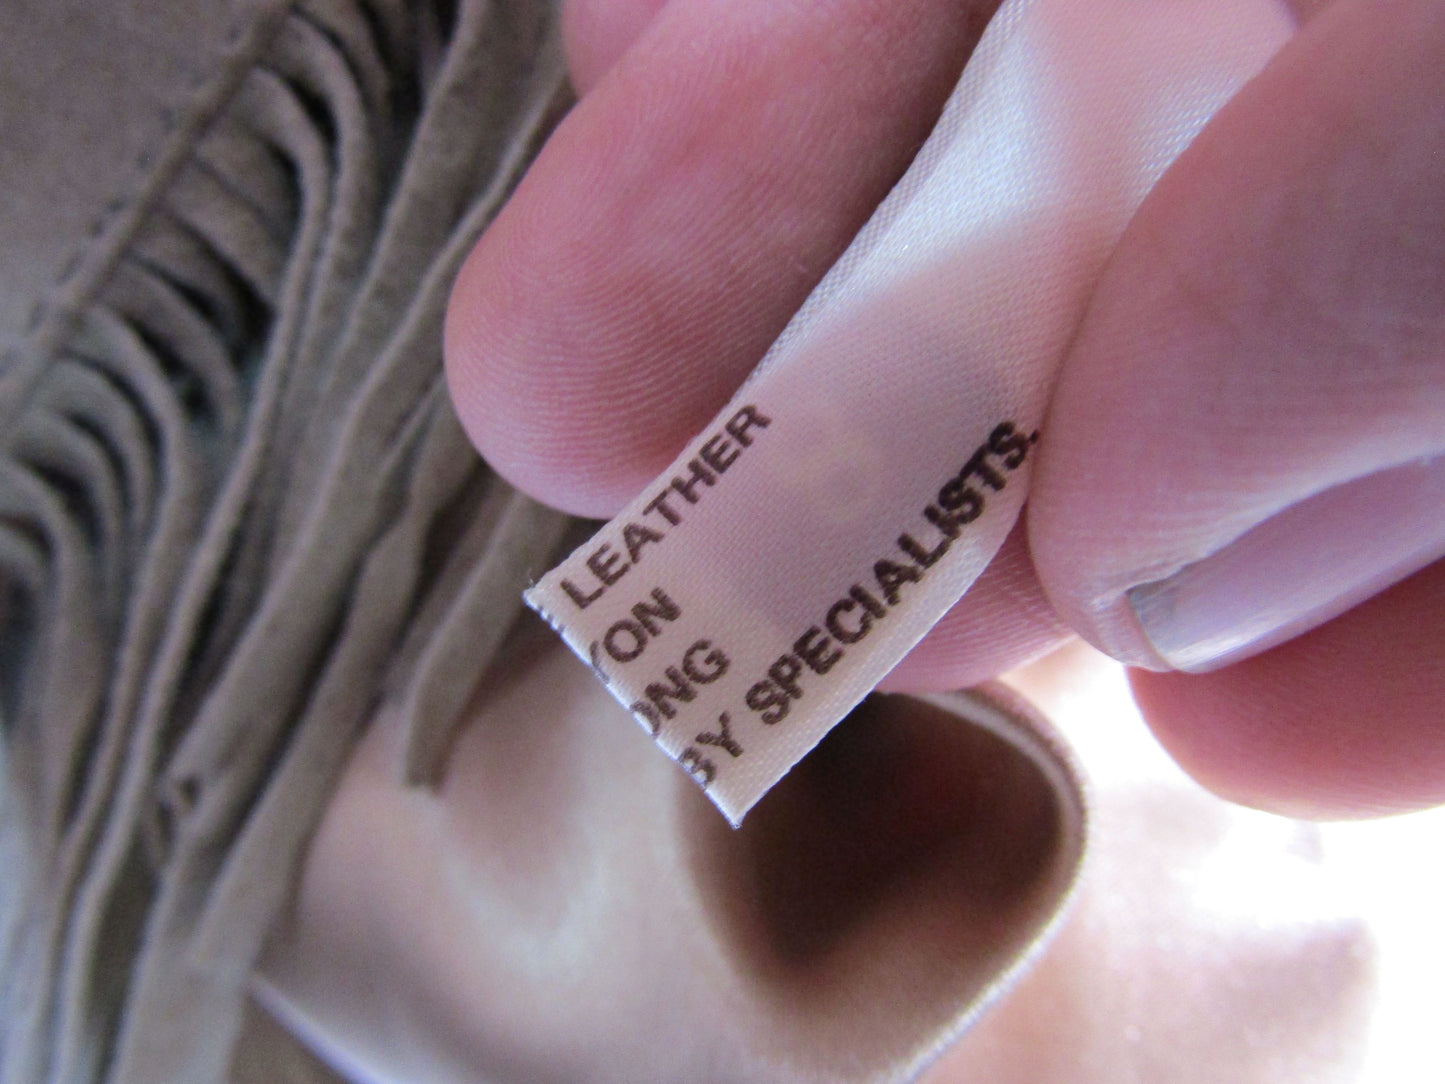 LEATHER
YON
ONG
BY SPECIALISTS.